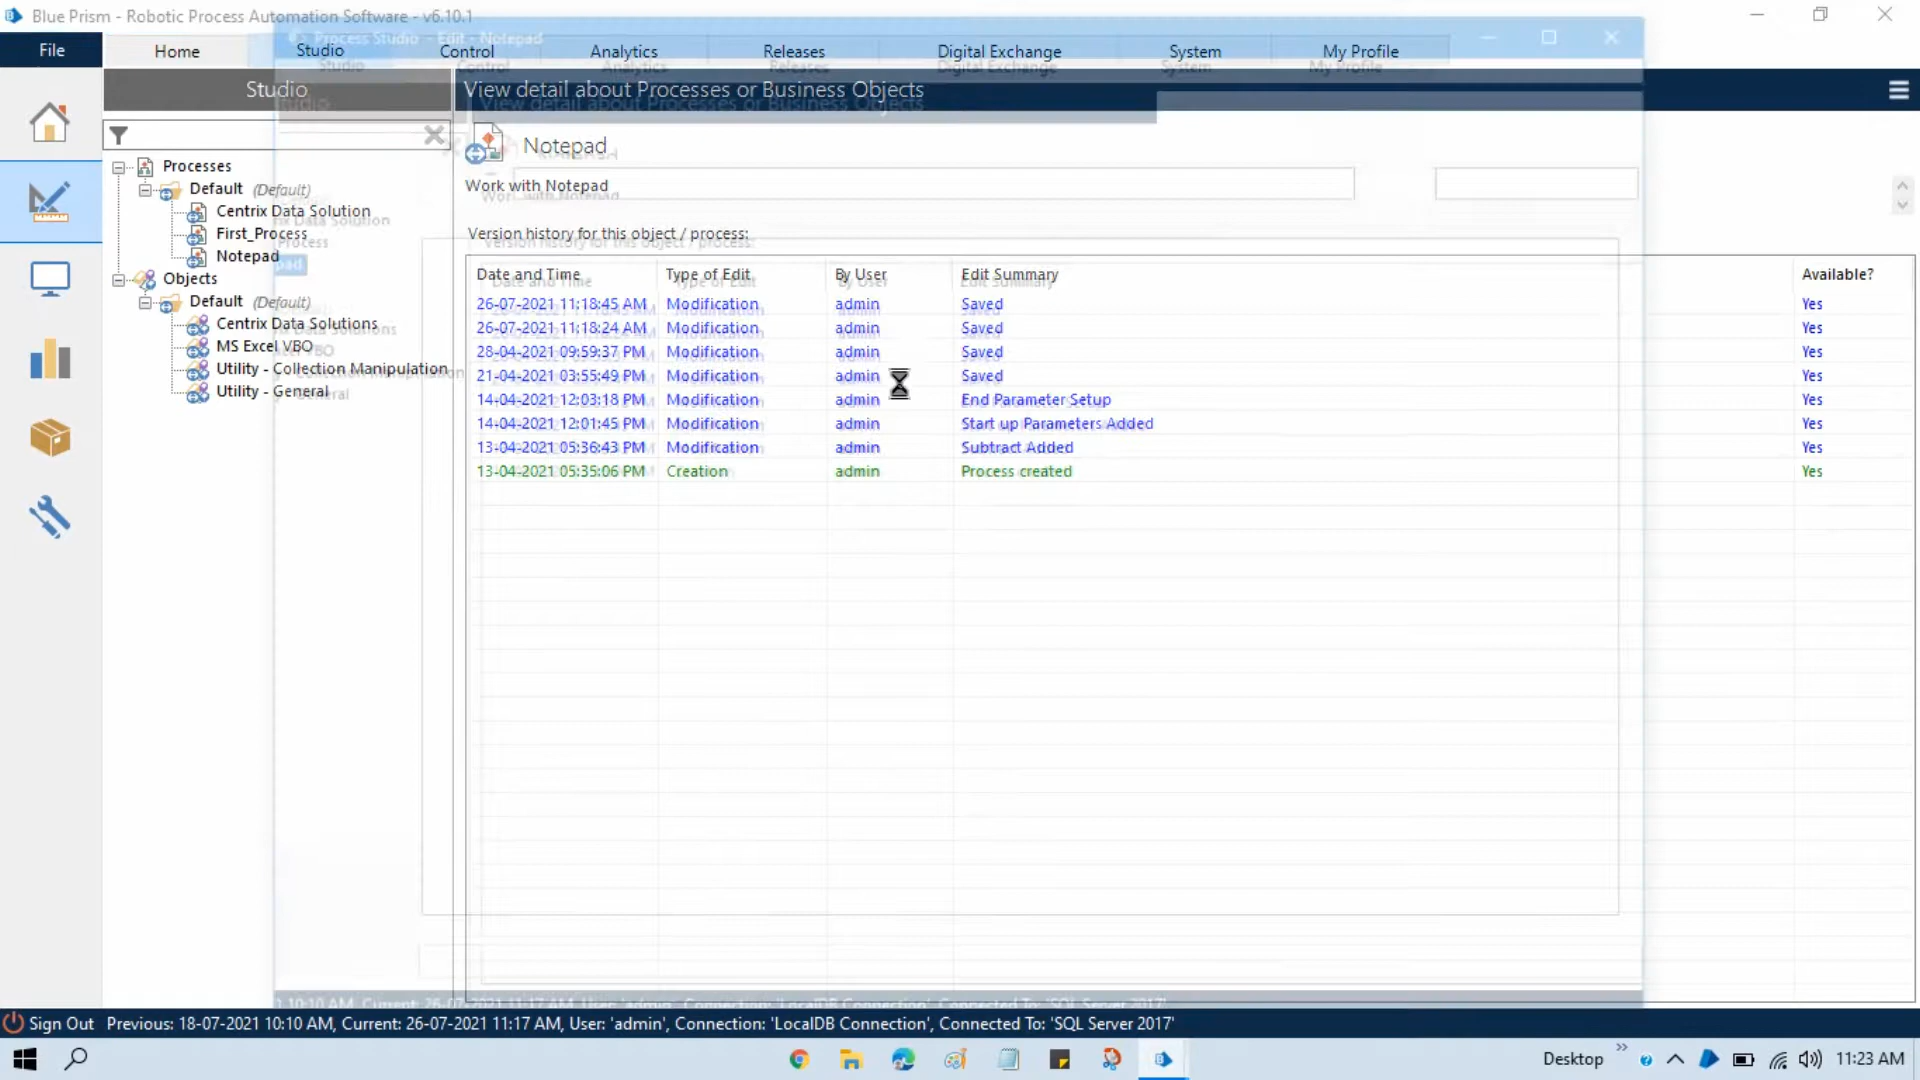 Blue Prism - Robotic Process Automation Software - v6.10.1
Process Studio - Edit - Notepad
File Home Studio Control Analytics Releases Digital Exchange System My Profile
Studio View detail about Processes or Business Objects
Notepad
Work with Notepad
Processes
Default (Default)
Centrix Data Solution
First_Process
Notepad
Objects
Default (Default)
Centrix Data Solutions
MS Excel VBO
Utility - Collection Manipulation
Utility - General
Version history for this object / process:
Date and Time Type of Edit By User Edit Summary Available?
26-07-2021 11:18:45 AM Modification admin Saved Yes
26-07-2021 11:18:24 AM Modification admin Saved Yes
28-04-2021 09:59:37 PM Modification admin Saved Yes
21-04-2021 03:55:49 PM Modification admin Saved Yes
14-04-2021 12:03:18 PM Modification admin End Parameter Setup Yes
14-04-2021 12:01:45 PM Modification admin Start up Parameters Added Yes
13-04-2021 05:36:43 PM Modification admin Subtract Added Yes
13-04-2021 05:35:06 PM Creation admin Process created Yes
Sign Out Previous: 18-07-2021 10:10 AM, Current: 26-07-2021 11:17 AM, User: 'admin', Connection: 'LocalDB Connection', Connected To: 'SQL Server 2017'
Desktop 11:23 AM